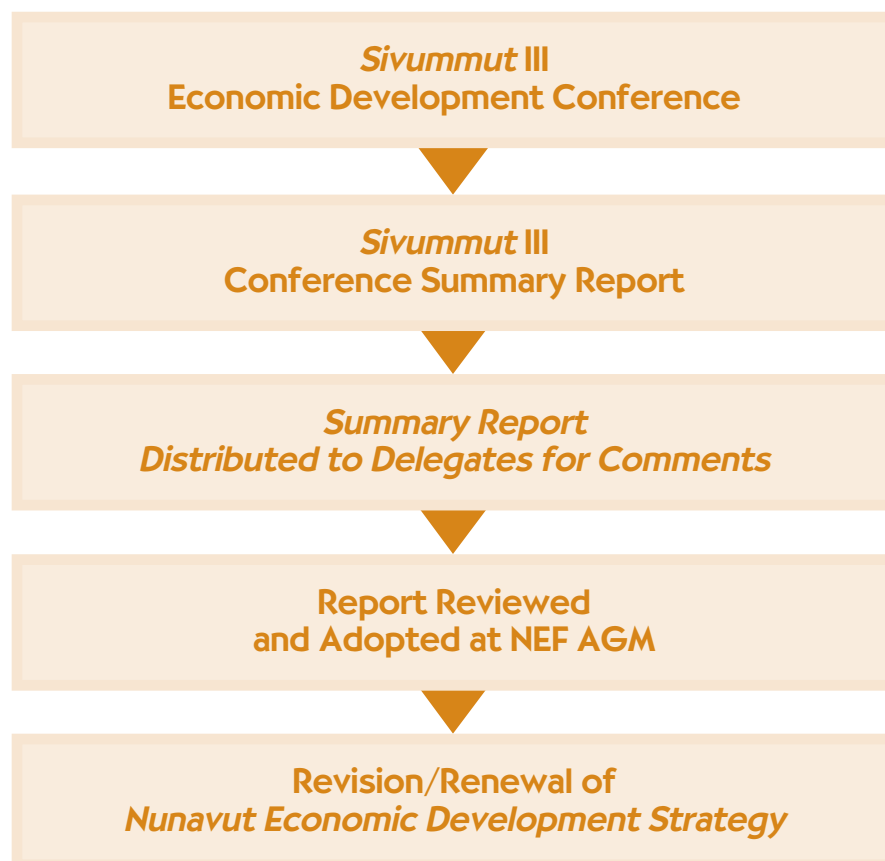 Sivummut III
Economic Development Conference
Sivummut III
Conference Summary Report
Summary Report
Distributed to Delegates for Comments
Report Reviewed
and Adopted at NEF AGM
Revision/Renewal of
Nunavut Economic Development Strategy